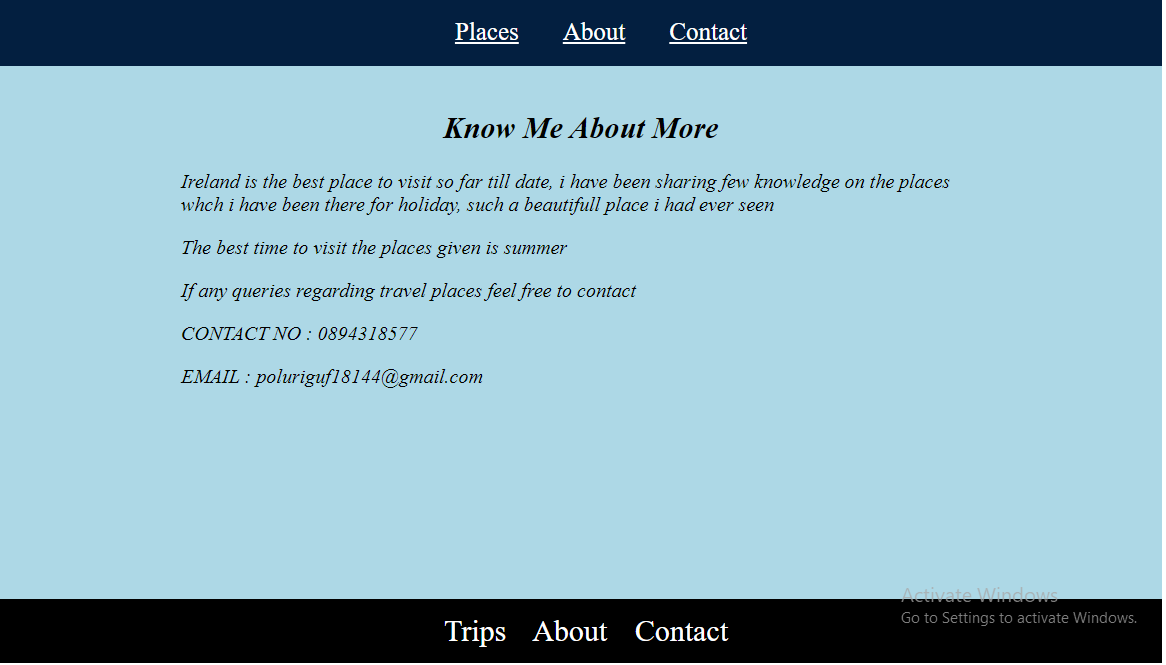 Places About Contact
Know Me About More
Ireland is the best place to visit so far till date, i have been sharing few knowledge on the places
whch i have been there for holiday, such a beautifull place i had ever seen
The best time to visit the places given is summer
If any queries regarding travel places feel free to contact
CONTACT NO : 0894318577
EMAIL : poluriguf18144@gmail.com
Activate Windows
Go to Settings to activate Windows.
Trips About Contact